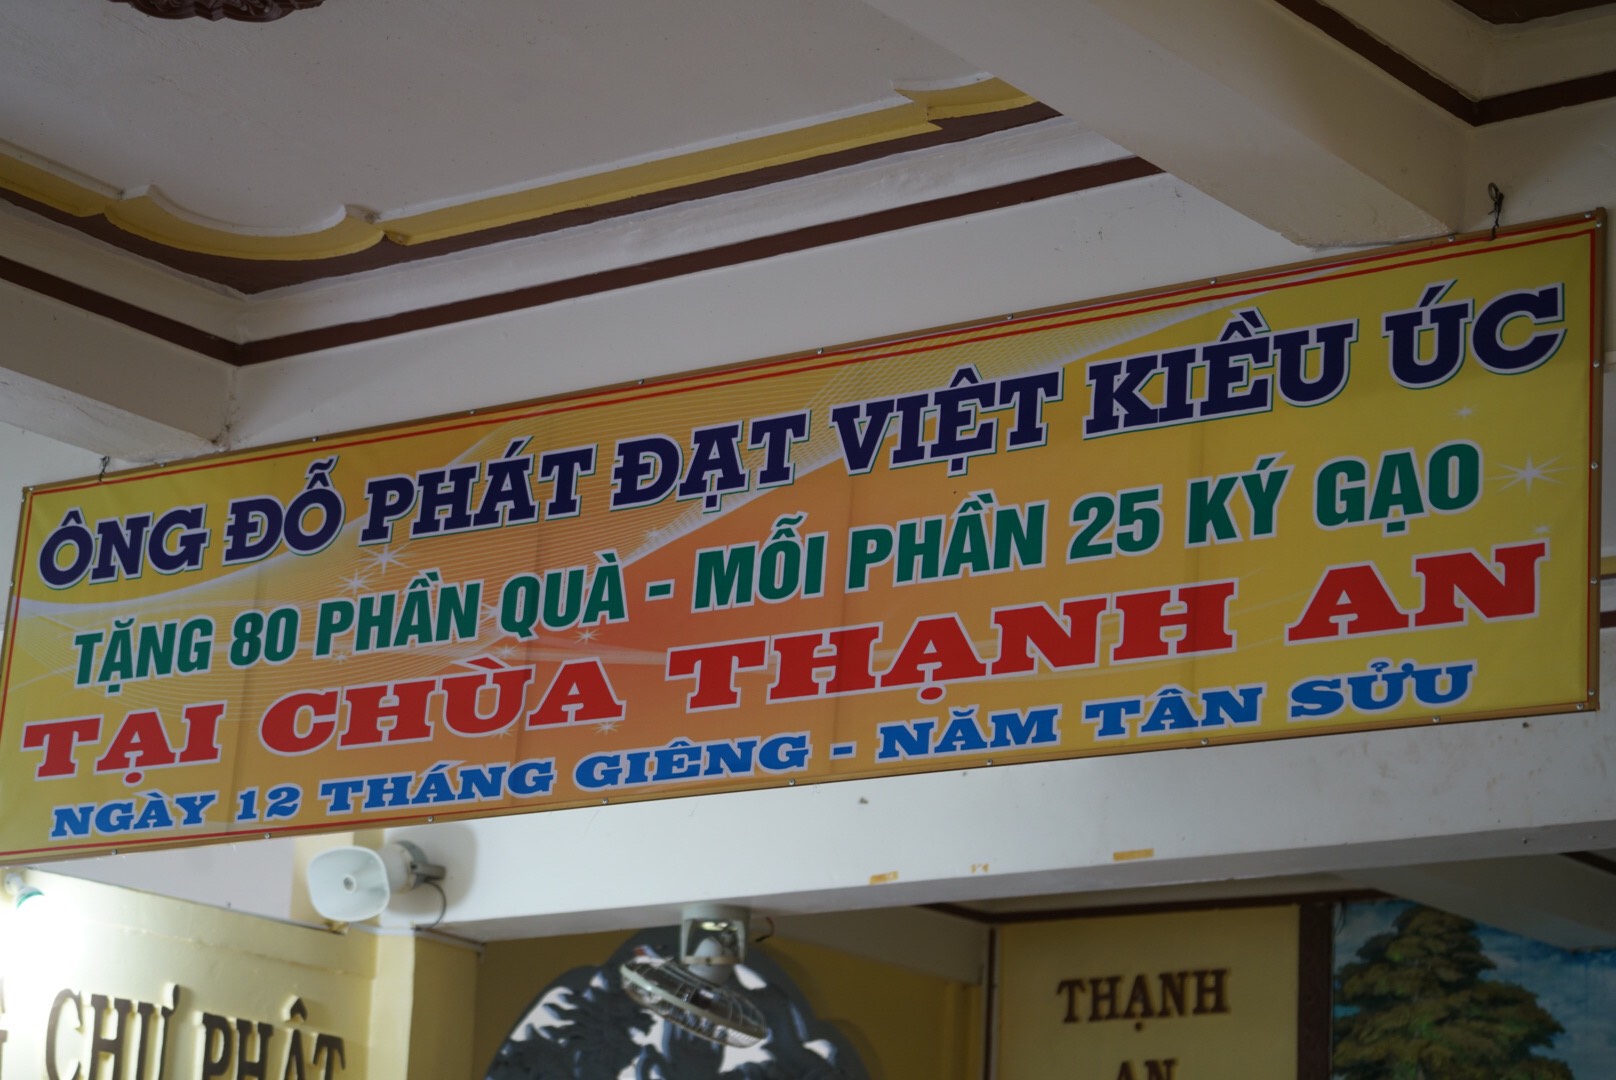 ÔNG ĐỖ PHÁT ĐẠT VIỆT KIỀU ÚC
TẶNG 80 PHẦN QUÀ - MỖI PHẦN 25 KÝ GẠO
TẠI CHÙA THẠNH AN
NGÀY 12 THÁNG GIÊNG - NĂM TÂN SỬU
CHƯ PHẬT
THẠNH
AN